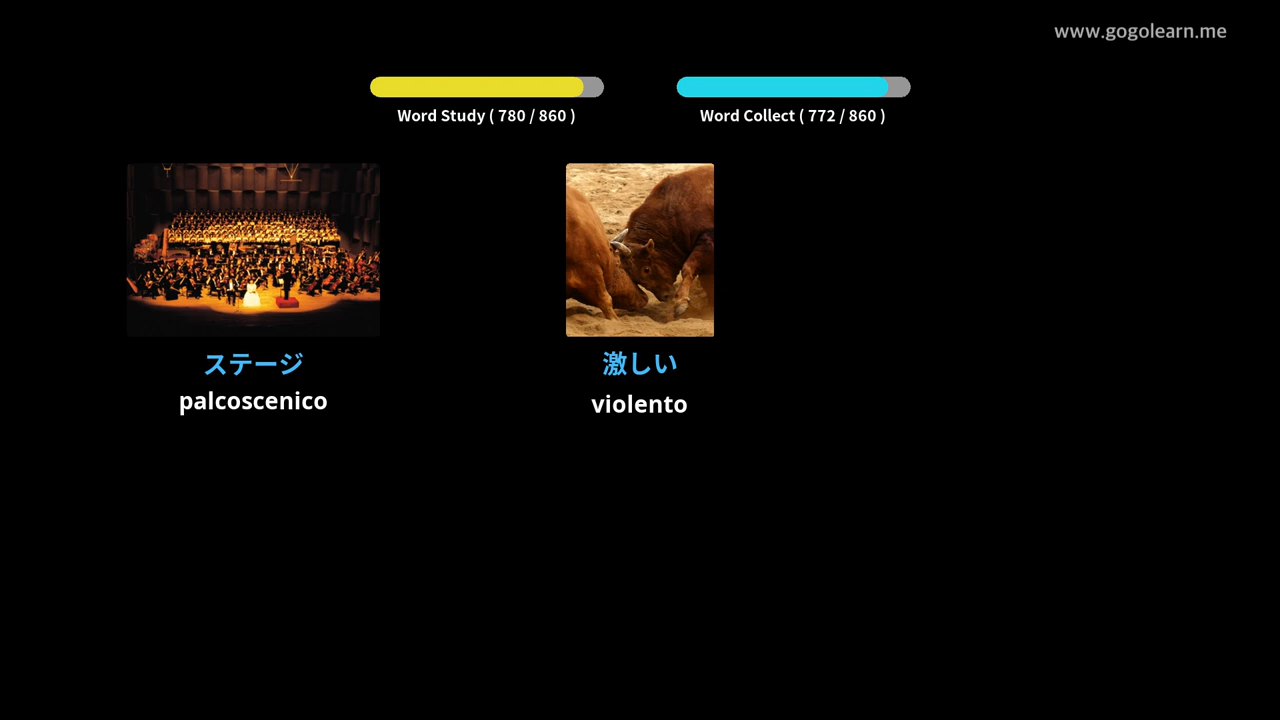 www.gogolearn.me
Word Study ( 780 / 860 )
Word Collect ( 772 / 860 )
ステージ
palcoscenico
激しい
violento